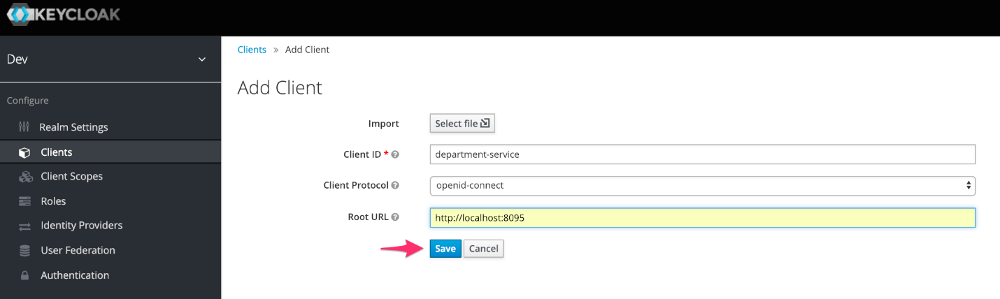 KEYCLOAK
Dev
Clients » Add Client
Add Client
Configure
Realm Settings
Clients
Client Scopes
Roles
Identity Providers
User Federation
Authentication
Import Select file
Client ID * department-service
Client Protocol openid-connect
Root URL http://localhost:8095
Save Cancel